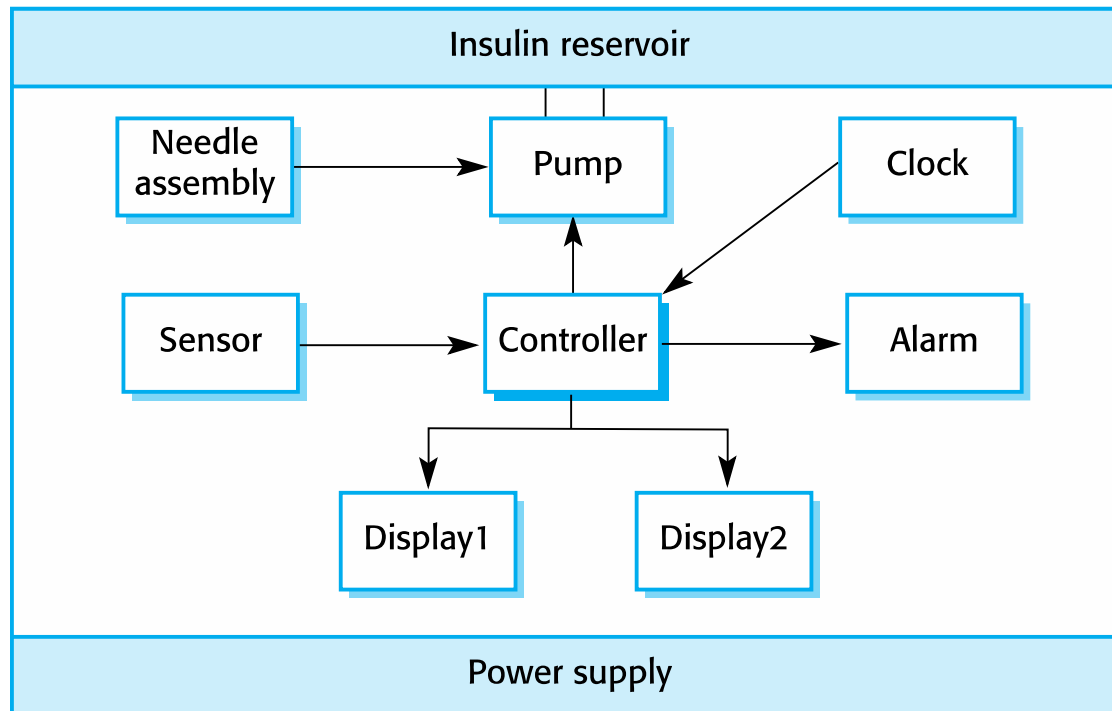 Insulin reservoir
Needle
assembly
Pump
Clock
Sensor
Controller
Alarm
Display1
Display2
Power supply